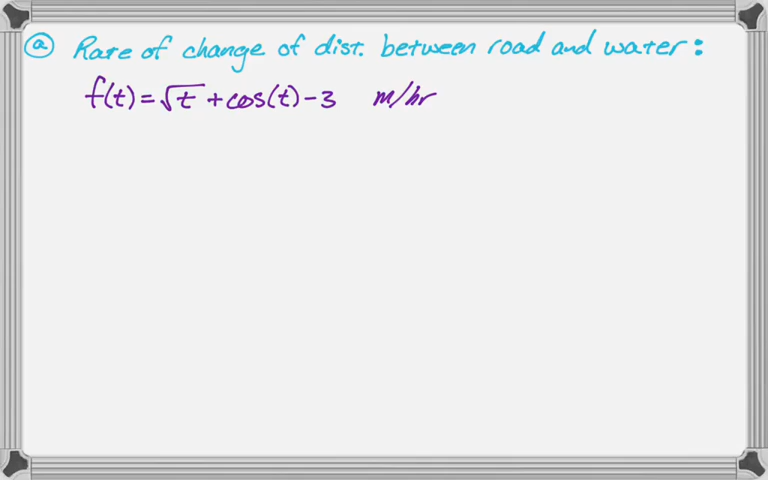 ⓐ Rate of change of dist. between road and water:
f(t) = √t + cos(t) - 3 m/hr